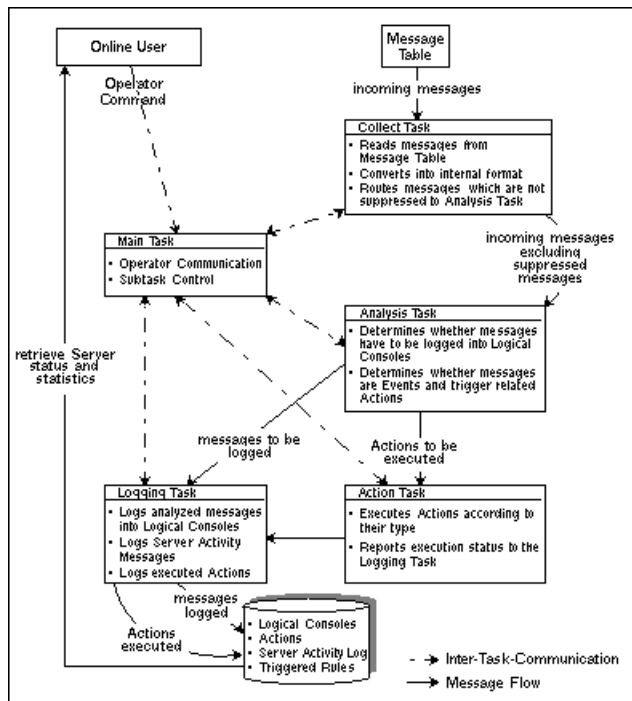 Online User
Message
Table
Operator
Command
incoming messages
Collect Task
• Reads messages from
Message Table
• Converts into internal format
• Routes messages which are not
suppressed to Analysis Task
Main Task
• Operator Communication
• Subtask Control
incoming messages
excluding
suppressed
messages
Analysis Task
• Determines whether messages
have to be logged into Logical
Consoles
• Determines whether messages
are Events and trigger related
Actions
retrieve Server
status and
statistics
messages to be
logged
Actions to be
executed
Logging Task
• Logs analyzed messages
into Logical Consoles
• Logs Server Activity
Messages
• Logs executed Actions
Action Task
• Executes Actions according to
their type
• Reports execution status to the
Logging Task
messages
logged
Actions
executed
• Logical Consoles
• Actions
• Server Activity Log
• Triggered Rules
Inter-Task-Communication
Message Flow